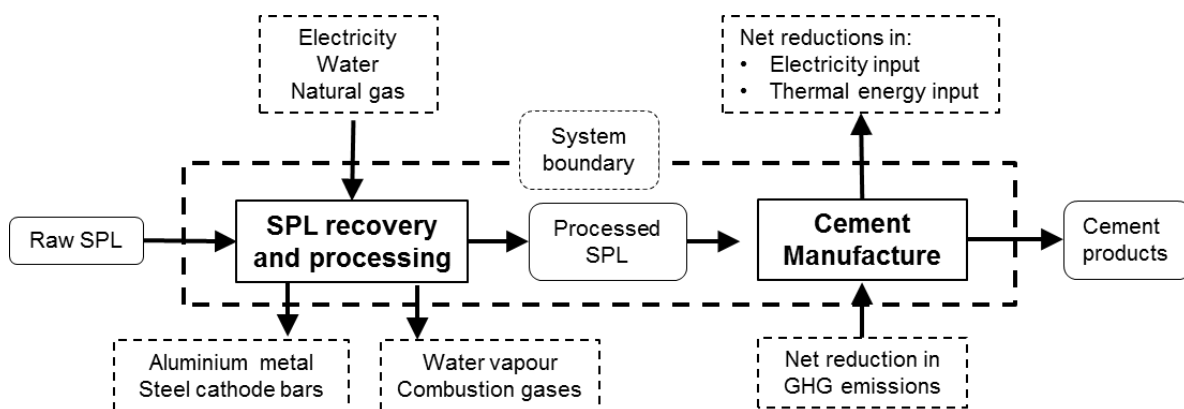 Electricity
Water
Natural gas
Net reductions in:
• Electricity input
• Thermal energy input
System
boundary
Raw SPL
SPL recovery
and processing
Processed
SPL
Cement
Manufacture
Cement
products
Aluminium metal
Steel cathode bars
Water vapour
Combustion gases
Net reduction in
GHG emissions